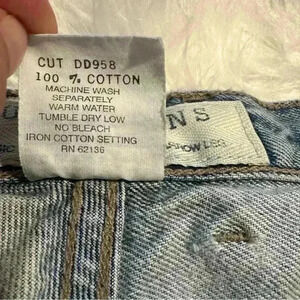 CUT DD958
100 % COTTON
MACHINE WASH
SEPARATELY
WARM WATER
TUMBLE DRY LOW
NO BLEACH
IRON COTTON SETTING
RN 62136
NS